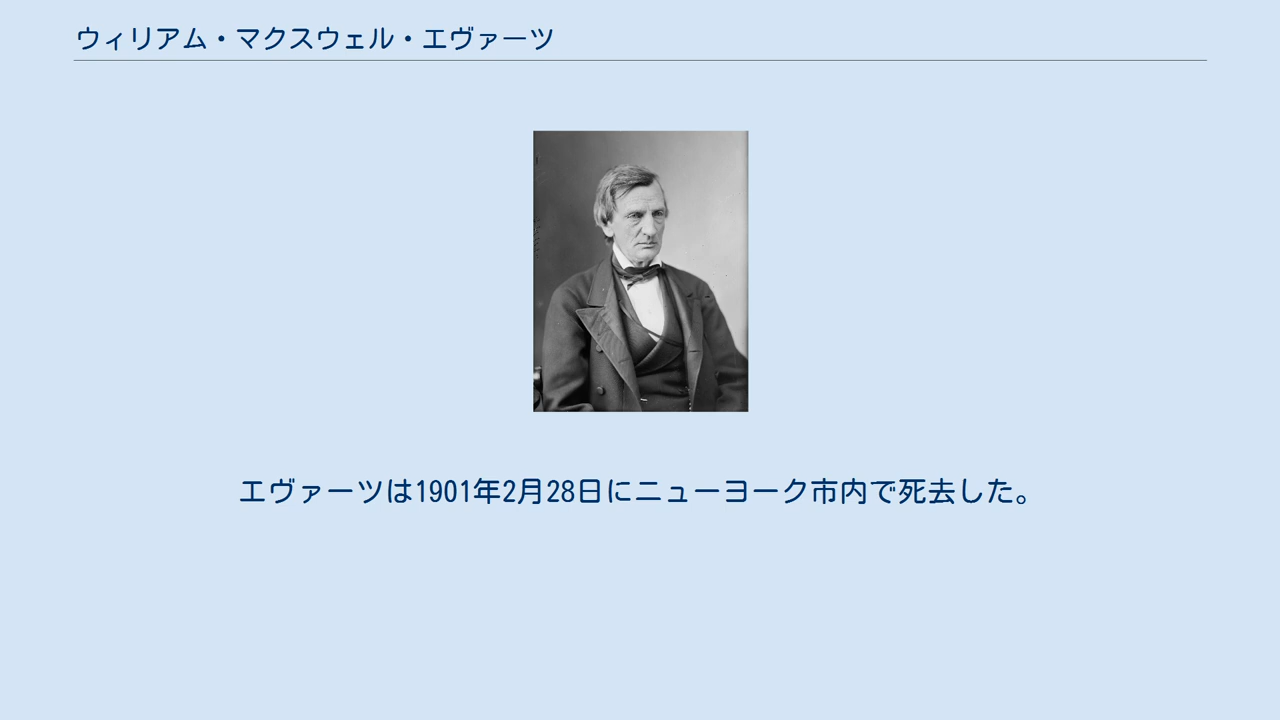 ウィリアム・マクスウェル・エヴァーツ
エヴァーツは1901年2月28日にニューヨーク市内で死去した。